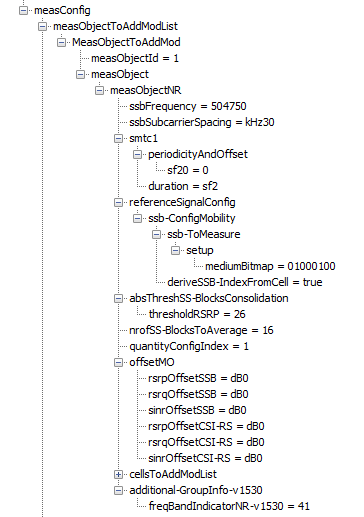 measConfig
measObjectToAddModList
MeasObjectToAddMod
measObjectId = 1
measObject
measObjectNR
ssbFrequency = 504750
ssbSubcarrierSpacing = kHz30
smtc1
periodicityAndOffset
sf20 = 0
duration = sf2
referenceSignalConfig
ssb-ConfigMobility
ssb-ToMeasure
setup
mediumBitmap = 01000100
deriveSSB-IndexFromCell = true
absThreshSS-BlocksConsolidation
thresholdRSRP = 26
nrofSS-BlocksToAverage = 16
quantityConfigIndex = 1
offsetMO
rsrpOffsetSSB = dB0
rsrqOffsetSSB = dB0
sinrOffsetSSB = dB0
rsrpOffsetCSI-RS = dB0
rsrqOffsetCSI-RS = dB0
sinrOffsetCSI-RS = dB0
cellsToAddModList
additional-GroupInfo-v1530
freqBandIndicatorNR-v1530 = 41